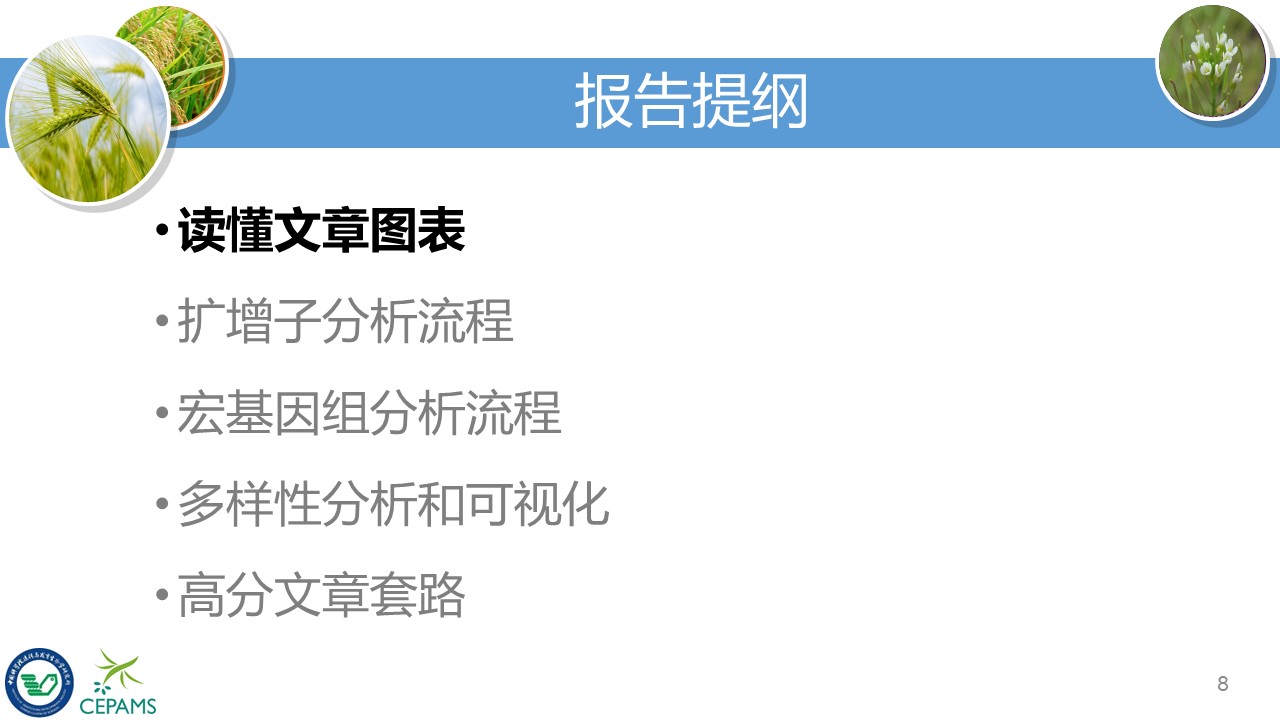 报告提纲
•读懂文章图表
•扩增子分析流程
•宏基因组分析流程
•多样性分析和可视化
•高分文章套路
CEPAMS
8